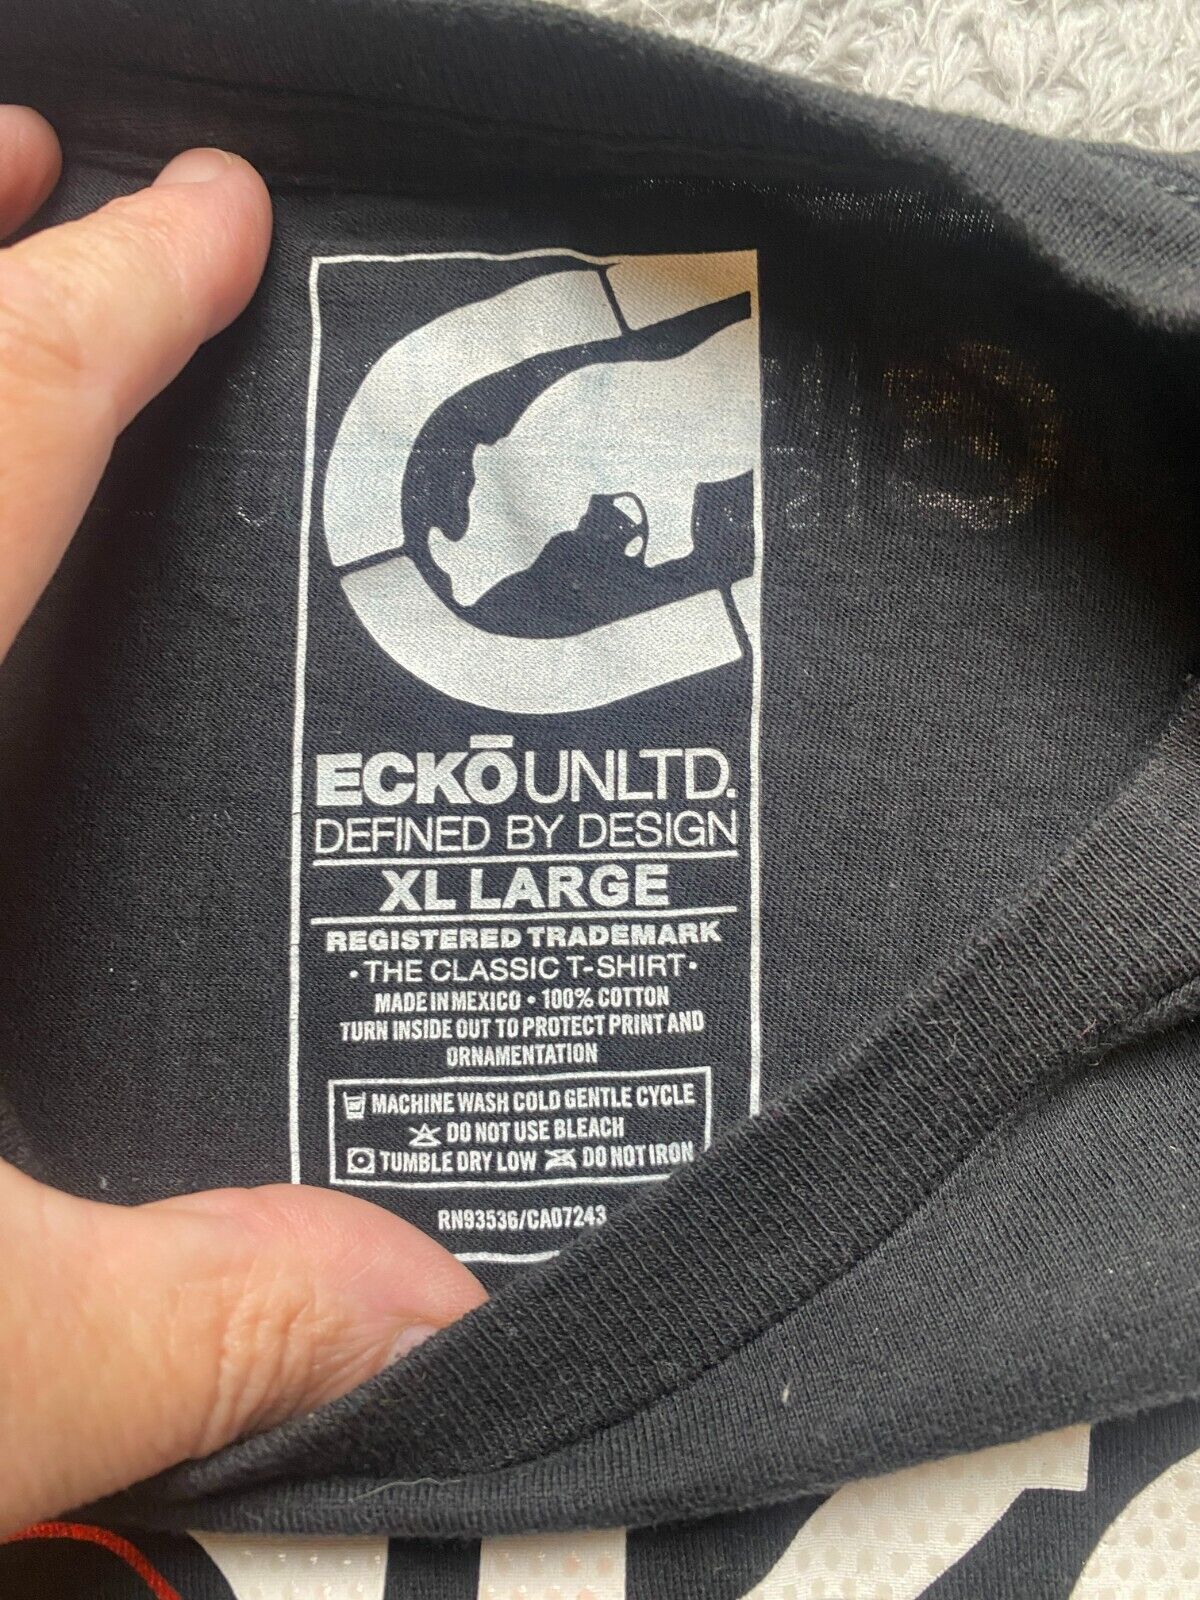 ECKŌ UNLTD.
DEFINED BY DESIGN
XL LARGE
REGISTERED TRADEMARK
• THE CLASSIC T-SHIRT •
MADE IN MEXICO • 100% COTTON
TURN INSIDE OUT TO PROTECT PRINT AND
ORNAMENTATION
MACHINE WASH COLD GENTLE CYCLE
DO NOT USE BLEACH
TUMBLE DRY LOW DO NOT IRON
RN93536/CA07243